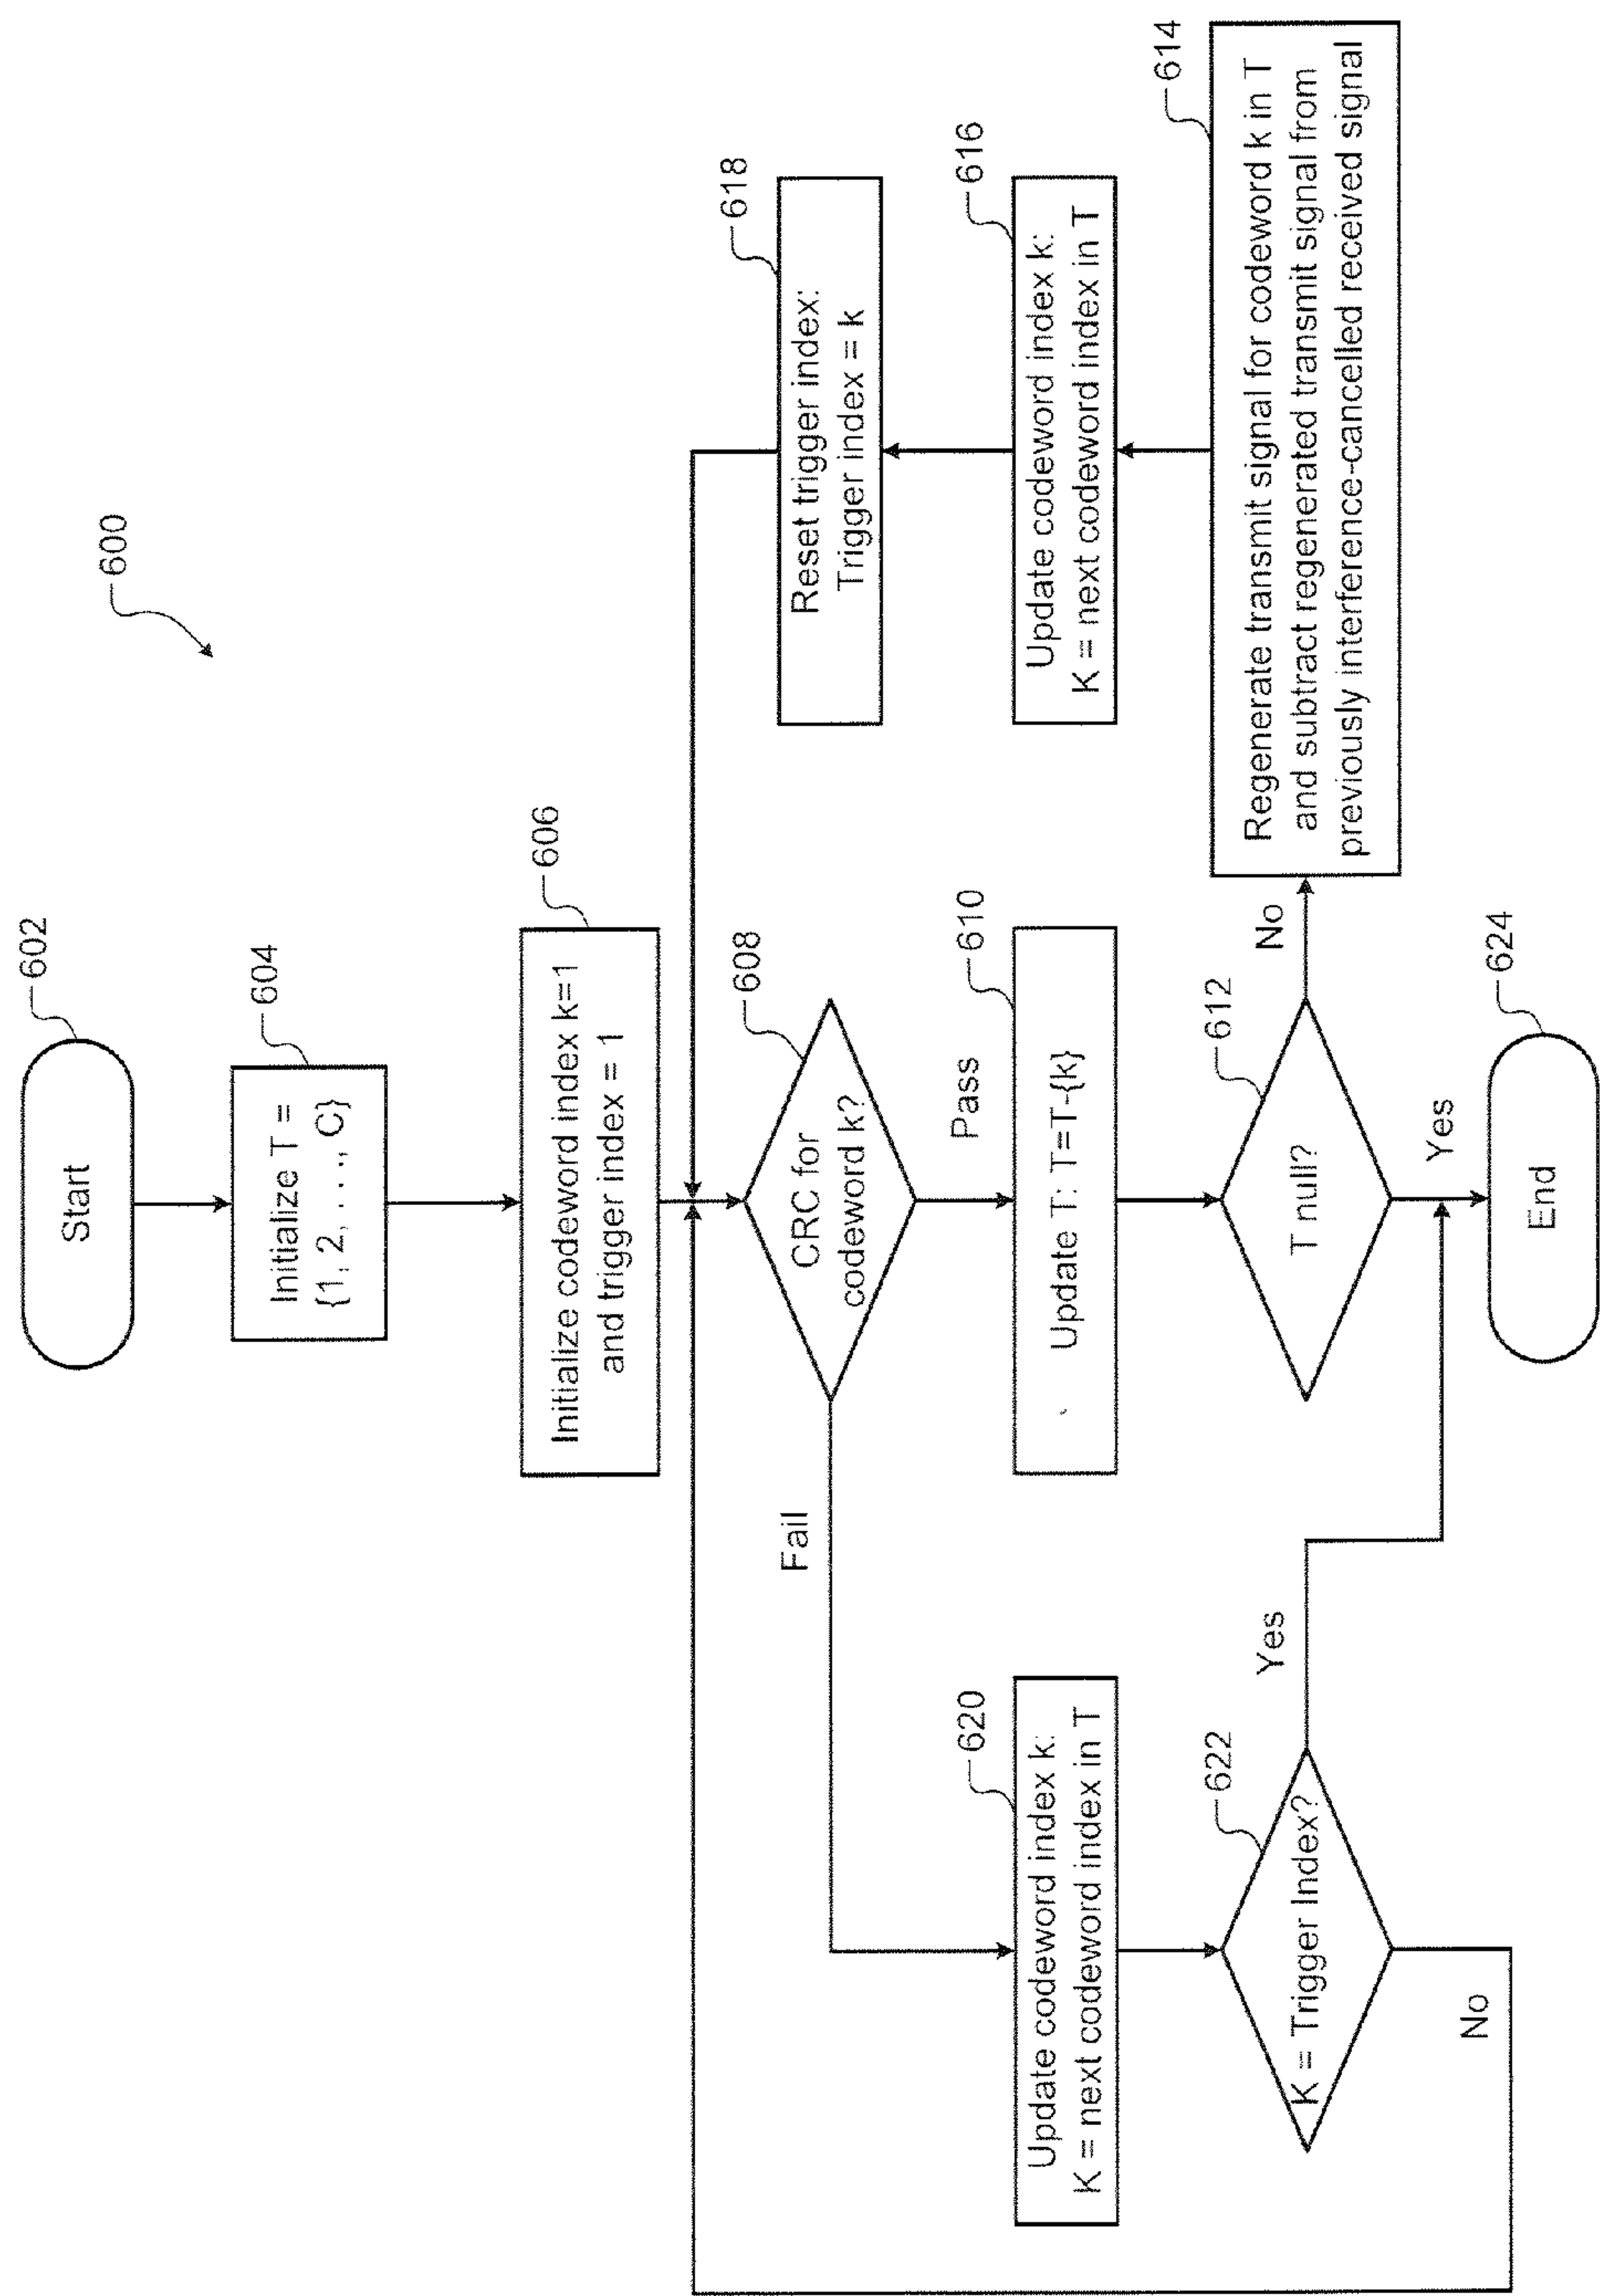 600
602
Start
604
Initialize T =
{1, 2, . . ., C}
606
Initialize codeword index k=1
and trigger index = 1
608
CRC for
codeword k?
Fail
Pass
610
Update T: T=T-{k}
612
T null?
No
Yes
614
Regenerate transmit signal for codeword k in T
and subtract regenerated transmit signal from
previously interference-cancelled received signal
616
Update codeword index k:
K = next codeword index in T
618
Reset trigger index:
Trigger index = k
620
Update codeword index k:
K = next codeword index in T
622
K = Trigger Index?
Yes
No
624
End